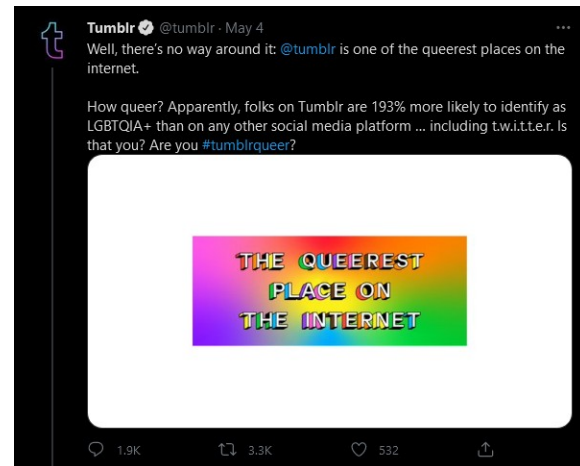 Tumblr @tumblr · May 4
Well, there's no way around it: @tumblr is one of the queerest places on the
internet.
How queer? Apparently, folks on Tumblr are 193% more likely to identify as
LGBTQIA+ than on any other social media platform ... including t.w.i.t.t.e.r. Is
that you? Are you #tumblrqueer?
THE QUEEREST
PLACE ON
THE INTERNET
1.9K 3.3K 532